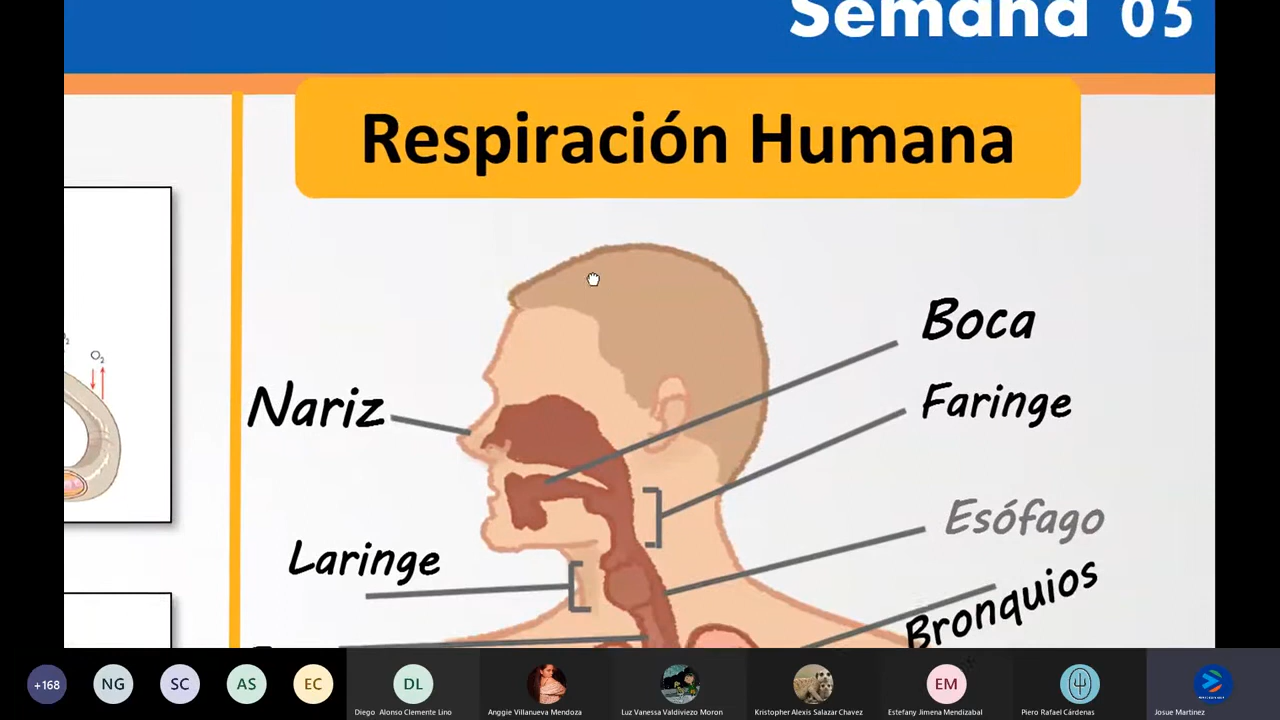 Semana 05
Respiración Humana
O2
Boca
Nariz
Faringe
Esófago
Laringe
Bronquios
+168
NG
SC
AS
EC
DL
EM
Diego Alonso Clemente Lino
Anggie Villanueva Mendoza
Luz Vanessa Valdiviezo Moron
Kristopher Alexis Salazar Chavez
Estefany Jimena Mendizabal
Piero Rafael Cárdenas
Josue Martinez